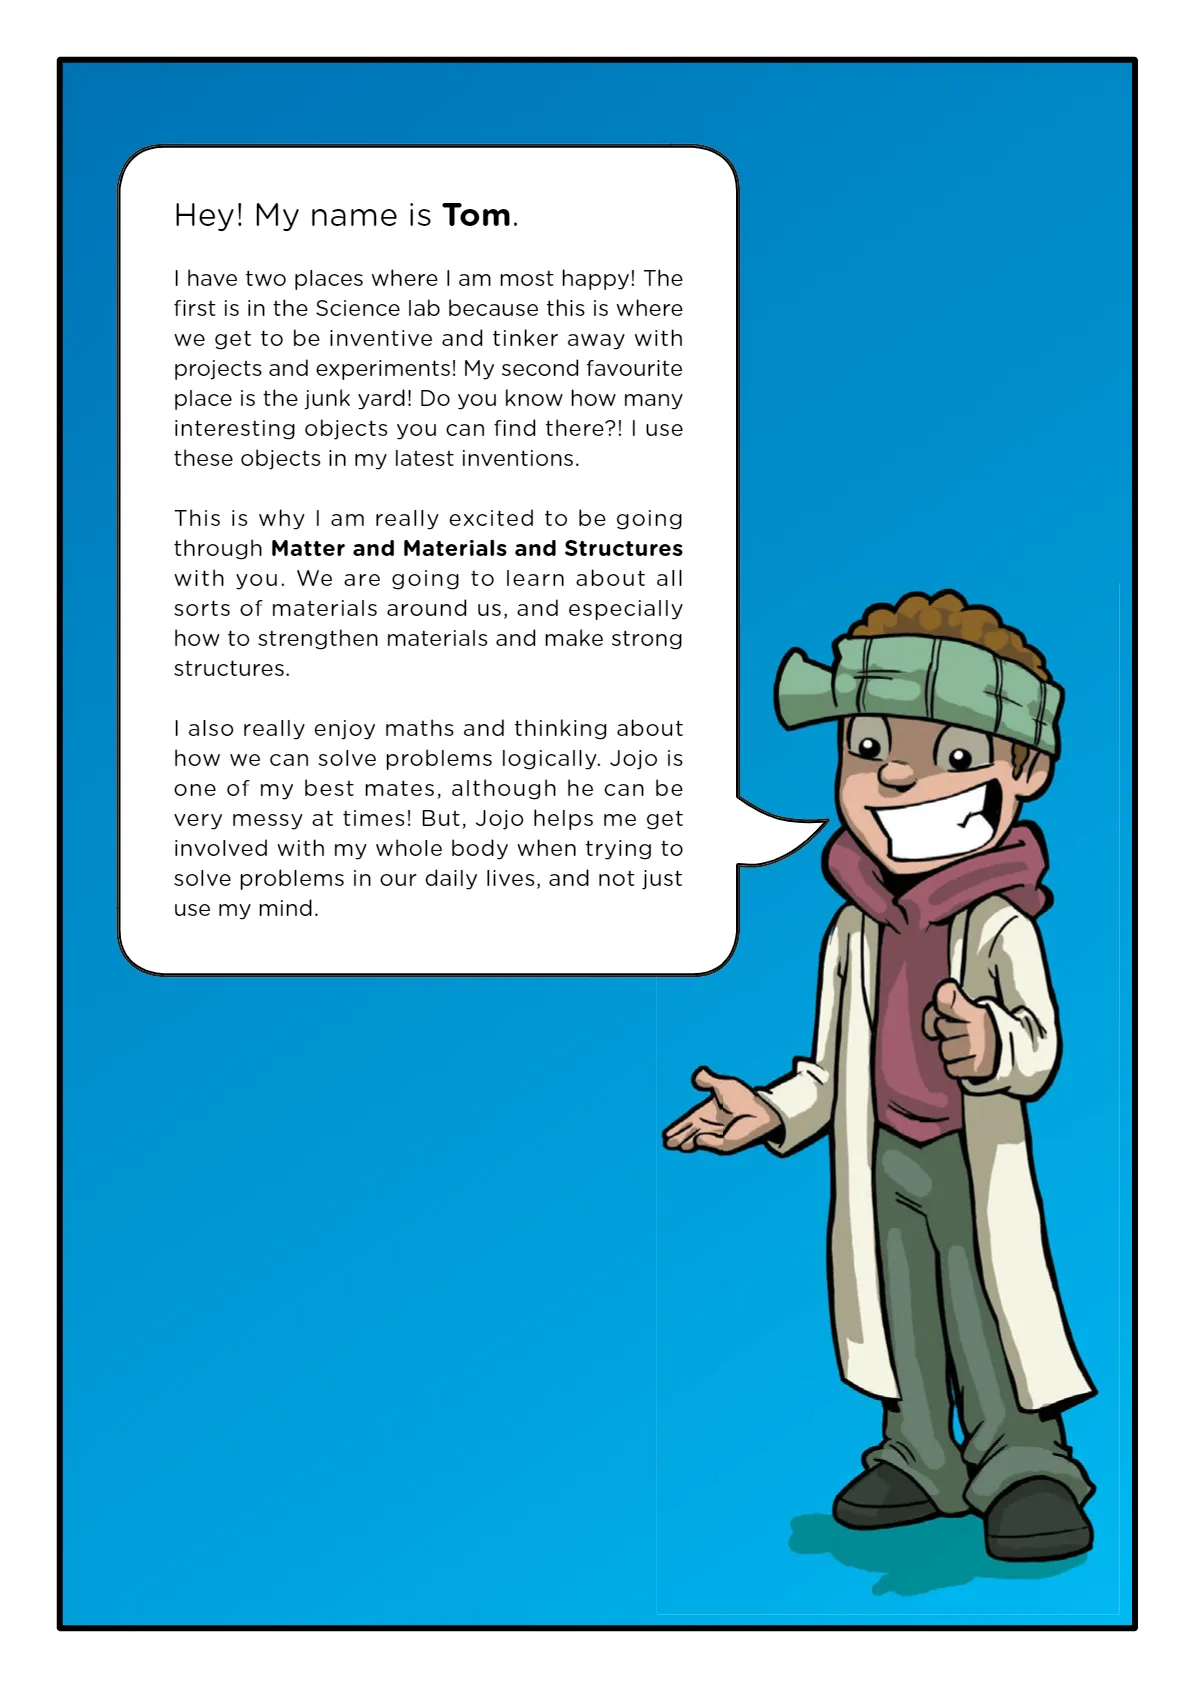 Hey! My name is Tom.
I have two places where I am most happy! The
first is in the Science lab because this is where
we get to be inventive and tinker away with
projects and experiments! My second favourite
place is the junk yard! Do you know how many
interesting objects you can find there?! I use
these objects in my latest inventions.
This is why I am really excited to be going
through Matter and Materials and Structures
with you. We are going to learn about all
sorts of materials around us, and especially
how to strengthen materials and make strong
structures.
I also really enjoy maths and thinking about
how we can solve problems logically. Jojo is
one of my best mates, although he can be
very messy at times! But, Jojo helps me get
involved with my whole body when trying to
solve problems in our daily lives, and not just
use my mind.